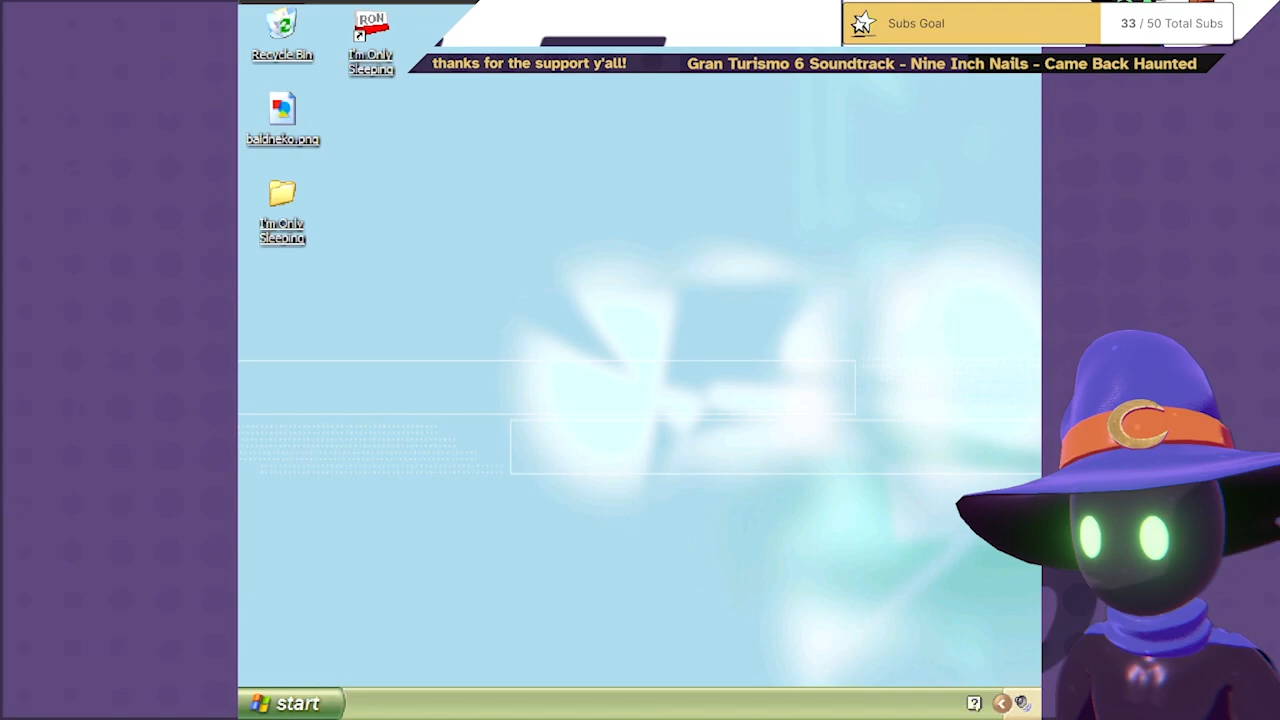 Subs Goal
33 / 50 Total Subs
thanks for the support y'all!
Gran Turismo 6 Soundtrack - Nine Inch Nails - Came Back Haunted
Recycle Bin
RON
I'm Only
Sleeping
baldneko.png
I'm Only
Sleeping
start